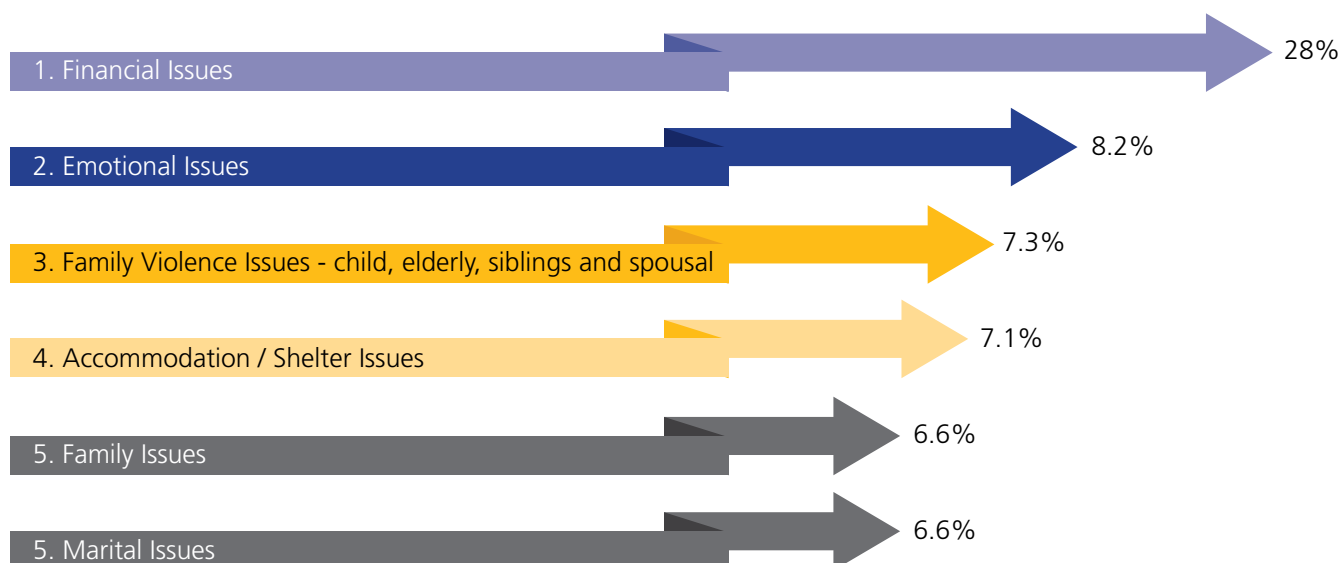 1. Financial Issues 28%
2. Emotional Issues 8.2%
3. Family Violence Issues - child, elderly, siblings and spousal 7.3%
4. Accommodation / Shelter Issues 7.1%
5. Family Issues 6.6%
5. Marital Issues 6.6%